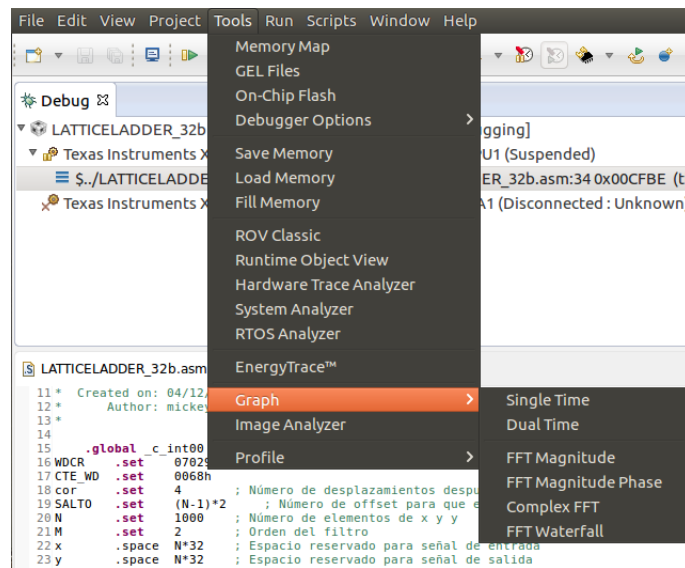 File Edit View Project Tools Run Scripts Window Help
Memory Map
GEL Files
On-Chip Flash
Debugger Options
Save Memory
Load Memory
Fill Memory
ROV Classic
Runtime Object View
Hardware Trace Analyzer
System Analyzer
RTOS Analyzer
EnergyTrace™
Graph
Image Analyzer
Profile
Single Time
Dual Time
FFT Magnitude
FFT Magnitude Phase
Complex FFT
FFT Waterfall
Debug
LATTICELADDER_32b gging]
Texas Instruments X PU1 (Suspended)
$../LATTICELADDE ER_32b.asm:34 0x00CFBE (t
Texas Instruments X A1 (Disconnected : Unknown
LATTICELADDER_32b.asm
11 * Created on: 04/12/
12 * Author: mickey
13 *
14
15 .global _c_int00
16 WDCR .set 07029
17 CTE_WD .set 0068h
18 cor .set 4 ; Número de desplazamientos despu
19 SALTO .set (N-1)*2 ; Número de offset para que e
20 N .set 1000 ; Número de elementos de x y y
21 M .set 2 ; Orden del filtro
22 x .space N*32 ; Espacio reservado para señal de entrada
23 y .space N*32 ; Espacio reservado para señal de salida